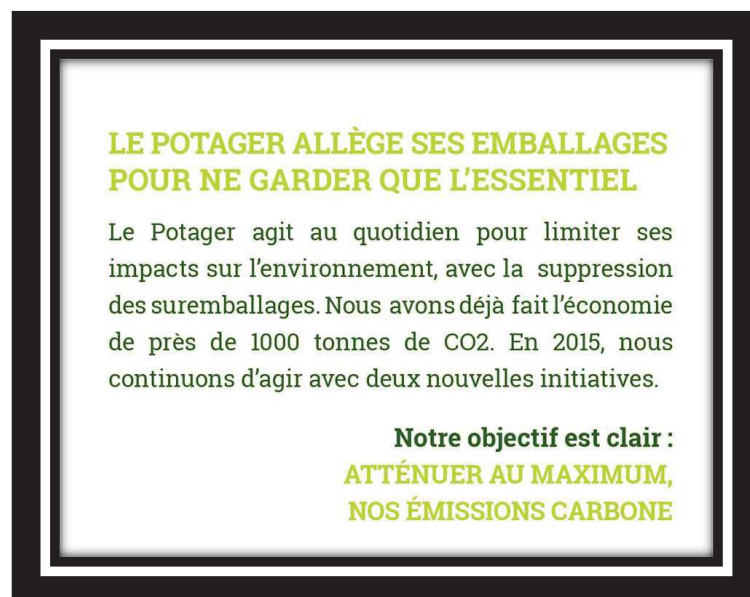 LE POTAGER ALLÈGE SES EMBALLAGES
POUR NE GARDER QUE L'ESSENTIEL
Le Potager agit au quotidien pour limiter ses
impacts sur l'environnement, avec la suppression
des suremballages. Nous avons déjà fait l'économie
de près de 1000 tonnes de CO2. En 2015, nous
continuons d'agir avec deux nouvelles initiatives.
Notre objectif est clair :
ATTÉNUER AU MAXIMUM,
NOS ÉMISSIONS CARBONE